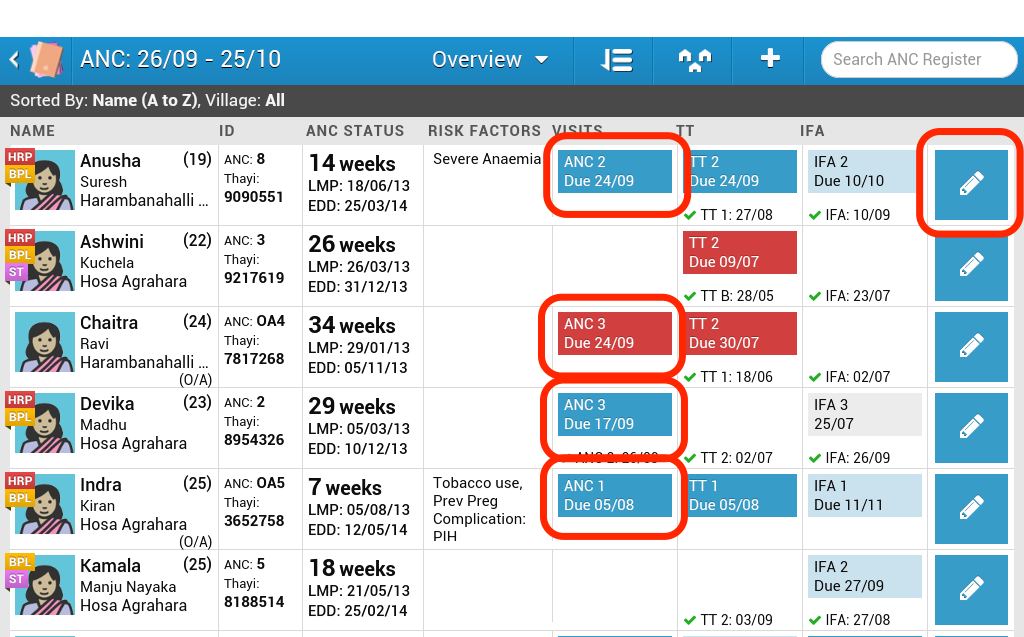 ANC: 26/09 - 25/10
Overview
Search ANC Register
Sorted By: Name (A to Z), Village: All
NAME ID ANC STATUS RISK FACTORS VISITS TT IFA
HRP
BPL
Anusha (19)
Suresh
Harambanahalli ...
ANC: 8
Thayi:
9090551
14 weeks
LMP: 18/06/13
EDD: 25/03/14
Severe Anaemia
ANC 2
Due 24/09
TT 2
Due 24/09
TT 1: 27/08
IFA 2
Due 10/10
IFA: 10/09
HRP
BPL
ST
Ashwini (22)
Kuchela
Hosa Agrahara
ANC: 3
Thayi:
9217619
26 weeks
LMP: 26/03/13
EDD: 31/12/13
TT 2
Due 09/07
TT B: 28/05
IFA: 23/07
Chaitra (24)
Ravi
Harambanahalli ...
(O/A)
ANC: OA4
Thayi:
7817268
34 weeks
LMP: 29/01/13
EDD: 05/11/13
ANC 3
Due 24/09
TT 2
Due 30/07
TT 1: 18/06
IFA: 02/07
HRP
BPL
Devika (23)
Madhu
Hosa Agrahara
ANC: 2
Thayi:
8954326
29 weeks
LMP: 05/03/13
EDD: 10/12/13
ANC 3
Due 17/09
TT 2: 02/07
IFA 3
25/07
IFA: 26/09
HRP
BPL
Indra (25)
Kiran
Hosa Agrahara
(O/A)
ANC: OA5
Thayi:
3652758
7 weeks
LMP: 05/08/13
EDD: 12/05/14
Tobacco use,
Prev Preg
Complication:
PIH
ANC 1
Due 05/08
TT 1
Due 05/08
IFA 1
Due 11/11
BPL
ST
Kamala (25)
Manju Nayaka
Hosa Agrahara
ANC: 5
Thayi:
8188514
18 weeks
LMP: 21/05/13
EDD: 25/02/14
TT 2: 03/09
IFA 2
Due 27/09
IFA: 27/08